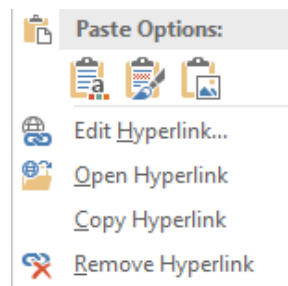 Paste Options:
a
Edit Hyperlink...
Open Hyperlink
Copy Hyperlink
Remove Hyperlink